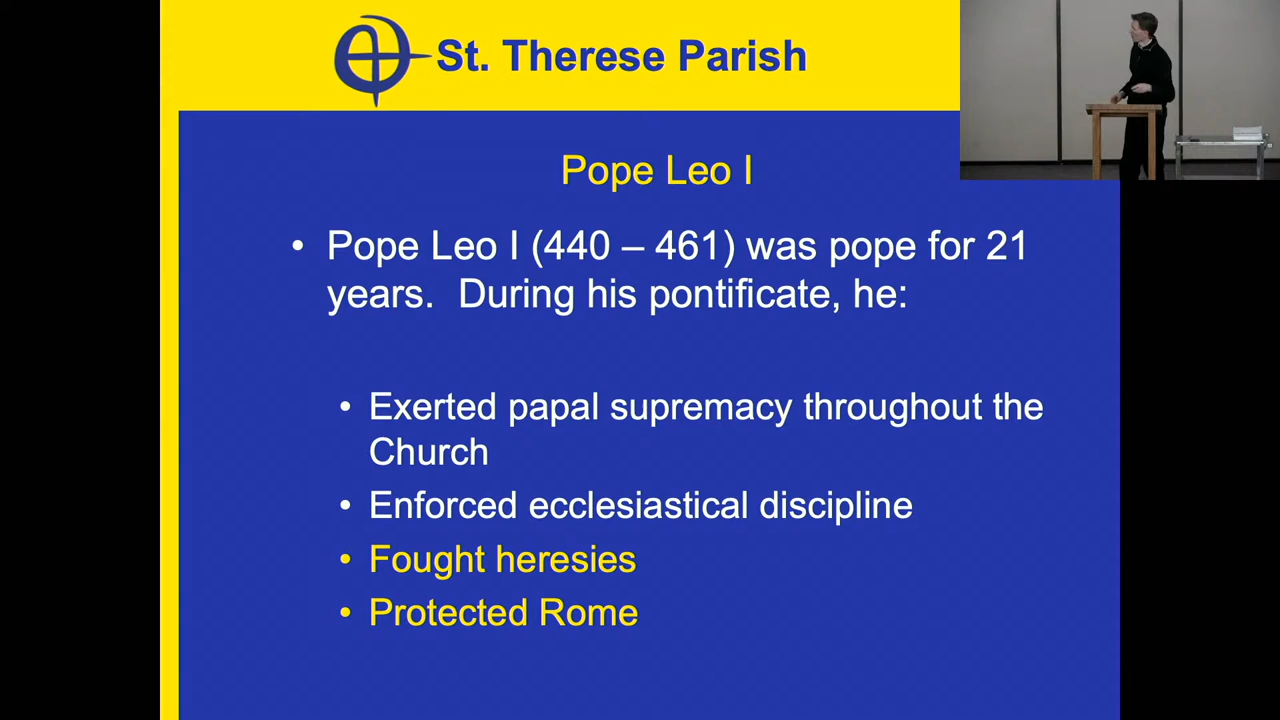 St. Therese Parish
Pope Leo I
• Pope Leo I (440 – 461) was pope for 21
years.  During his pontificate, he:
• Exerted papal supremacy throughout the
Church
• Enforced ecclesiastical discipline
• Fought heresies
• Protected Rome